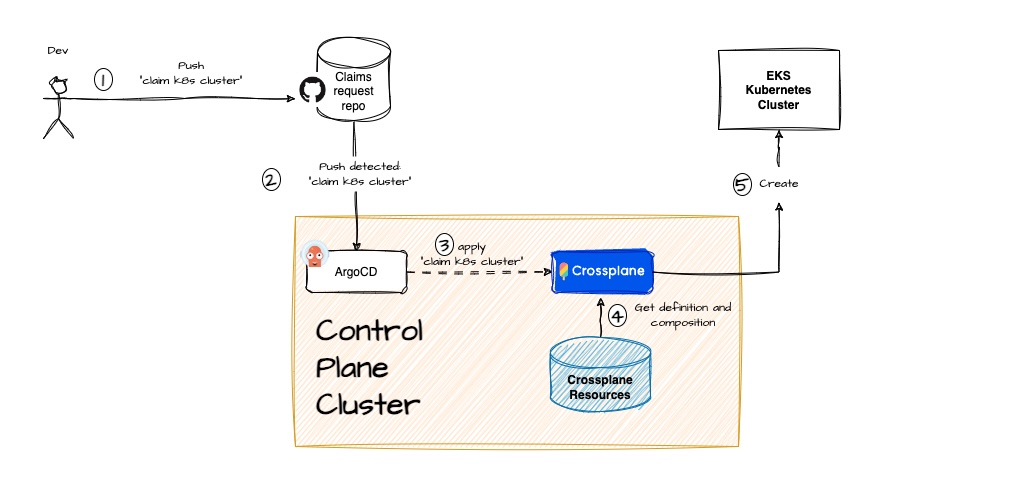 Dev
1
Push
"claim k8s cluster"
Claims
request
repo
EKS
Kubernetes
Cluster
2
Push detected:
"claim k8s cluster"
5
Create
3
apply
"claim k8s cluster"
ArgoCD
Crossplane
4
Get definition and
composition
Control
Plane
Cluster
Crossplane
Resources